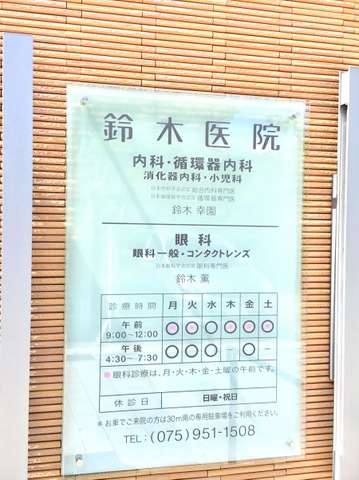 鈴木医院
内科・循環器内科
消化器内科・小児科
日本内科学会認定 総合内科専門医
日本循環器学会認定 循環器専門医
鈴木 幸園
眼科
眼科一般・コンタクトレンズ
日本眼科学会認定 眼科専門医
鈴木 薫
診療時間 月 火 水 木 金 土
午前 9:00~12:00 ◯ ◯ ◯ ◯ ◯ ◯
午後 4:30~7:30 ◯ ◯ ◯ − ◯ −
●眼科診療は、月・火・木・金・土曜の午前です。
休診日 日曜・祝日
*お車でご来院の方は30m南の専用駐車場をご利用ください。
TEL:(075)951-1508